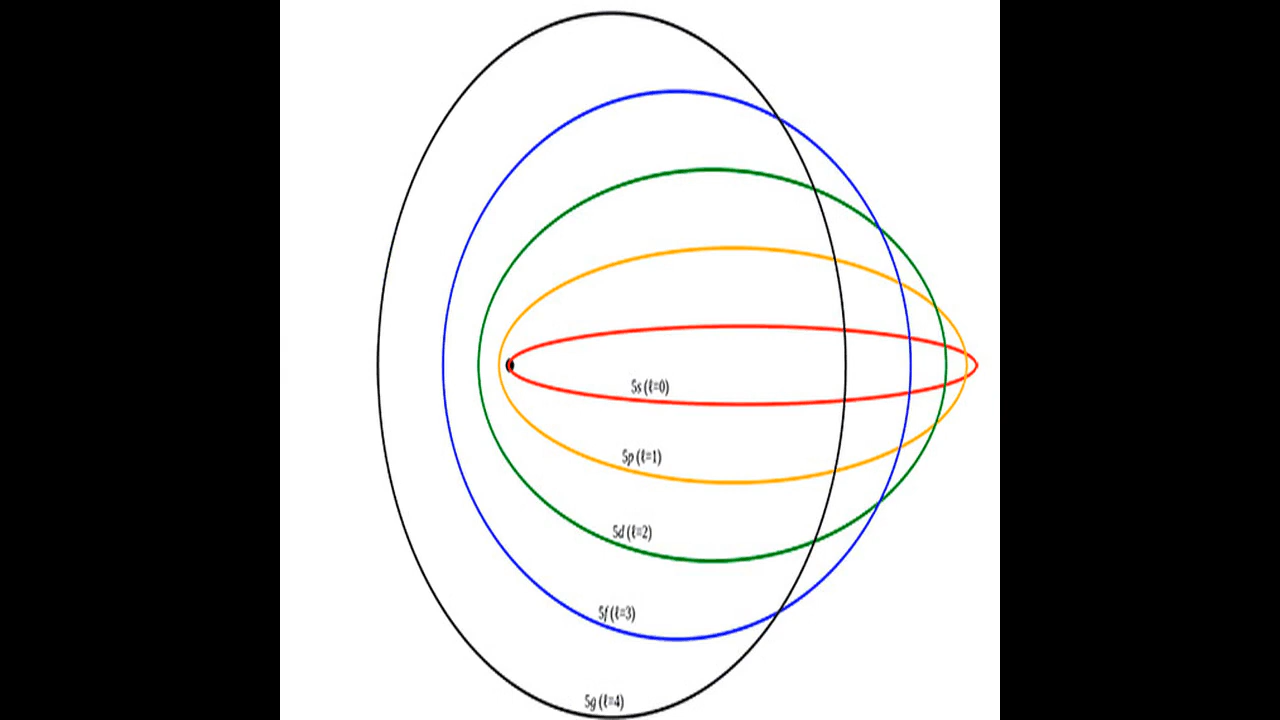 5s (ℓ=0)
5p (ℓ=1)
5d (ℓ=2)
5f (ℓ=3)
5g (ℓ=4)